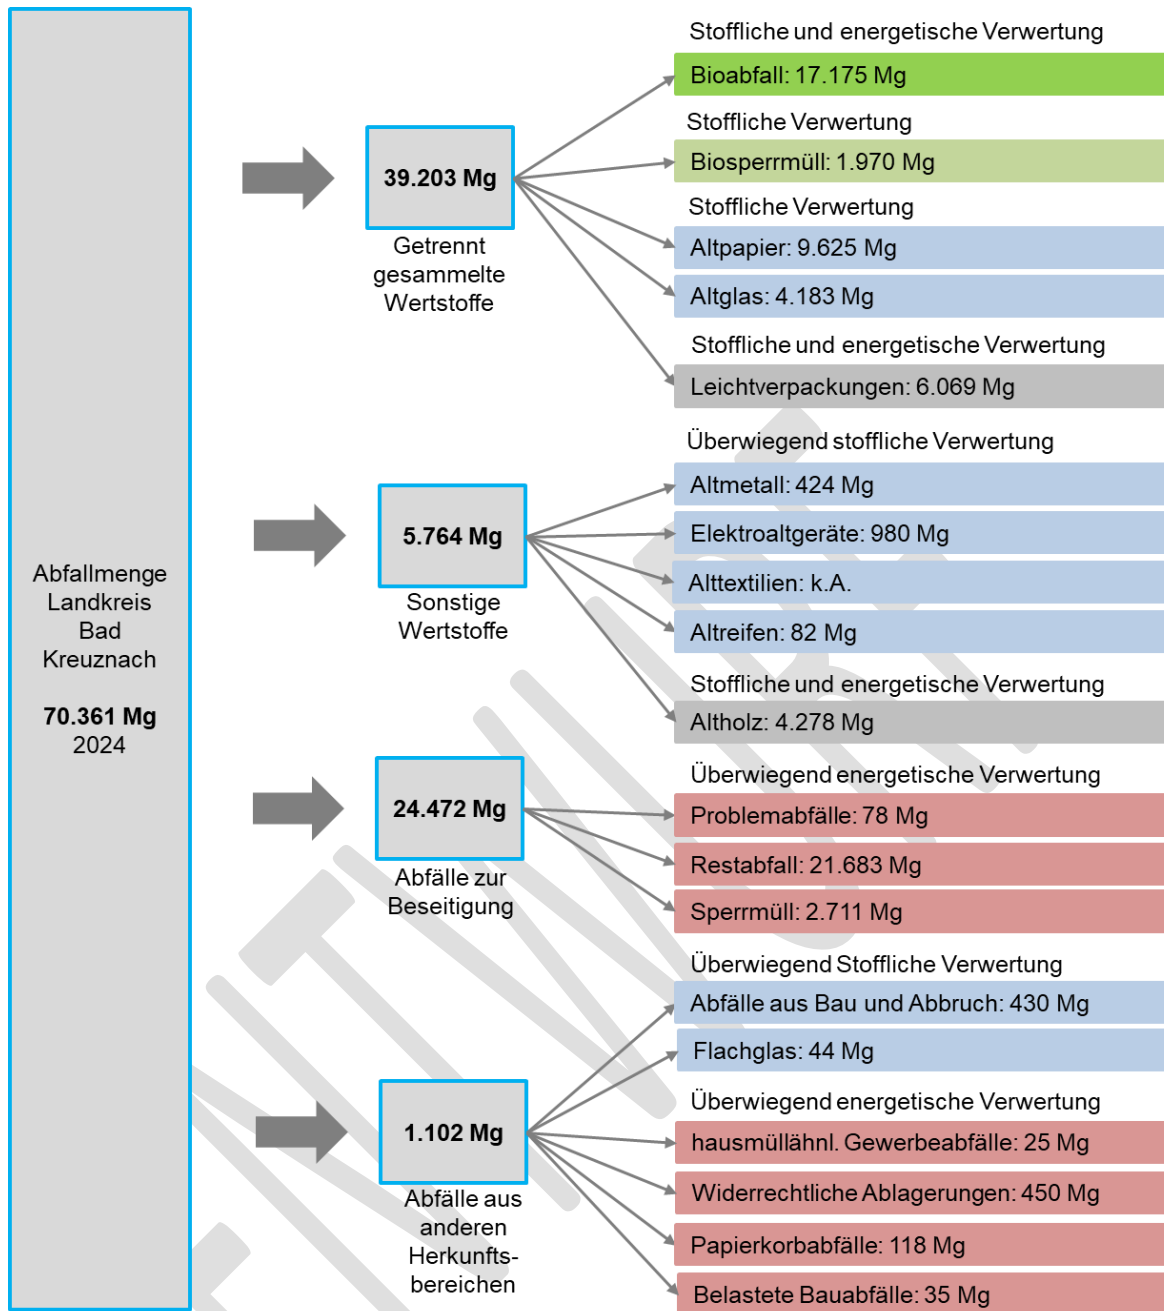 Abfallmenge
Landkreis
Bad
Kreuznach
70.361 Mg
2024
39.203 Mg
Getrennt
gesammelte
Wertstoffe
Stoffliche und energetische Verwertung
Bioabfall: 17.175 Mg
Stoffliche Verwertung
Biosperrmüll: 1.970 Mg
Stoffliche Verwertung
Altpapier: 9.625 Mg
Altglas: 4.183 Mg
Stoffliche und energetische Verwertung
Leichtverpackungen: 6.069 Mg
5.764 Mg
Sonstige
Wertstoffe
Überwiegend stoffliche Verwertung
Altmetall: 424 Mg
Elektroaltgeräte: 980 Mg
Alttextilien: k.A.
Altreifen: 82 Mg
Stoffliche und energetische Verwertung
Altholz: 4.278 Mg
24.472 Mg
Abfälle zur
Beseitigung
Überwiegend energetische Verwertung
Problemabfälle: 78 Mg
Restabfall: 21.683 Mg
Sperrmüll: 2.711 Mg
1.102 Mg
Abfälle aus
anderen
Herkunfts-
bereichen
Überwiegend Stoffliche Verwertung
Abfälle aus Bau und Abbruch: 430 Mg
Flachglas: 44 Mg
Überwiegend energetische Verwertung
hausmüllähnl. Gewerbeabfälle: 25 Mg
Widerrechtliche Ablagerungen: 450 Mg
Papierkorbabfälle: 118 Mg
Belastete Bauabfälle: 35 Mg
ENTWURF